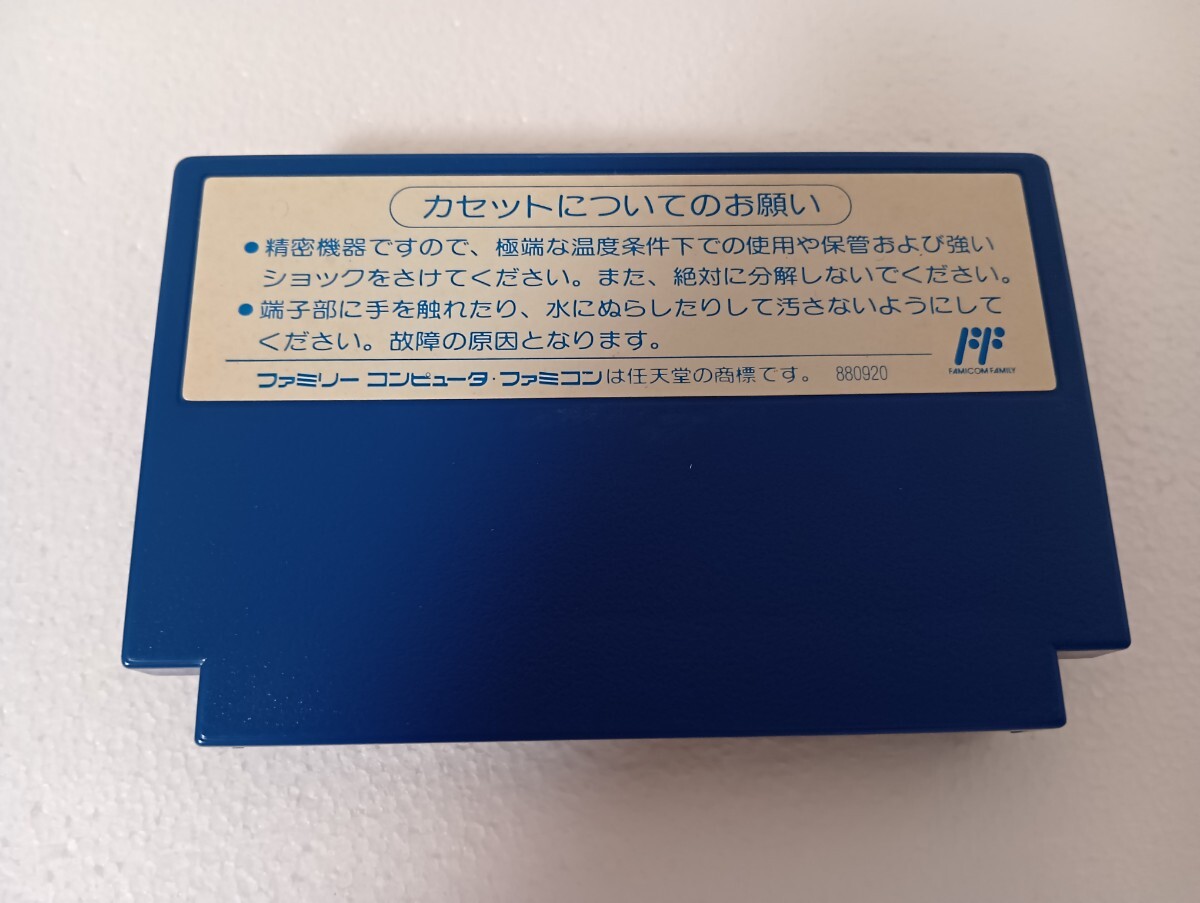 カセットについてのお願い
●精密機器ですので、極端な温度条件下での使用や保管および強い
ショックをさけてください。また、絶対に分解しないでください。
●端子部に手を触れたり、水にぬらしたりして汚さないようにして
ください。故障の原因となります。
FF
FAMICOM FAMILY
ファミリー コンピュータ・ファミコンは任天堂の商標です。 880920